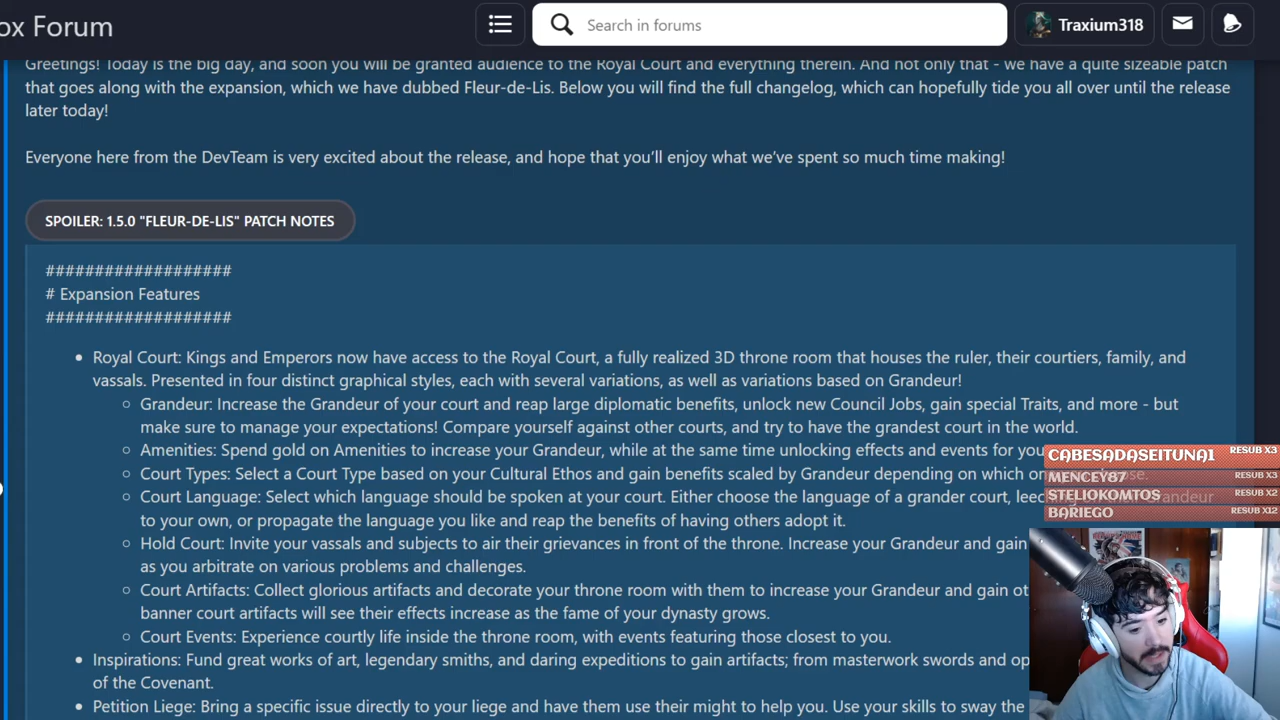 ox Forum
Search in forums
Traxium318
Greetings! Today is the big day, and soon you will be granted audience to the Royal Court and everything therein. And not only that - we have a quite sizeable patch
that goes along with the expansion, which we have dubbed Fleur-de-Lis. Below you will find the full changelog, which can hopefully tide you all over until the release
later today!
Everyone here from the DevTeam is very excited about the release, and hope that you'll enjoy what we've spent so much time making!
SPOILER: 1.5.0 "FLEUR-DE-LIS" PATCH NOTES
###################
# Expansion Features
###################
Royal Court: Kings and Emperors now have access to the Royal Court, a fully realized 3D throne room that houses the ruler, their courtiers, family, and
vassals. Presented in four distinct graphical styles, each with several variations, as well as variations based on Grandeur!
Grandeur: Increase the Grandeur of your court and reap large diplomatic benefits, unlock new Council Jobs, gain special Traits, and more - but
make sure to manage your expectations! Compare yourself against other courts, and try to have the grandest court in the world.
Amenities: Spend gold on Amenities to increase your Grandeur, while at the same time unlocking effects and events for you
Court Types: Select a Court Type based on your Cultural Ethos and gain benefits scaled by Grandeur depending on which
Court Language: Select which language should be spoken at your court. Either choose the language of a grander court, leeching on their Grandeur
to your own, or propagate the language you like and reap the benefits of having others adopt it.
Hold Court: Invite your vassals and subjects to air their grievances in front of the throne. Increase your Grandeur and gain
as you arbitrate on various problems and challenges.
Court Artifacts: Collect glorious artifacts and decorate your throne room with them to increase your Grandeur and gain ot
banner court artifacts will see their effects increase as the fame of your dynasty grows.
Court Events: Experience courtly life inside the throne room, with events featuring those closest to you.
Inspirations: Fund great works of art, legendary smiths, and daring expeditions to gain artifacts; from masterwork swords and op
of the Covenant.
Petition Liege: Bring a specific issue directly to your liege and have them use their might to help you. Use your skills to sway the
CABESADASEITUNA1 RESUB X3
MENCEY87 RESUB X3
STELIOKOMTOS RESUB X2
BARIEGO RESUB X12